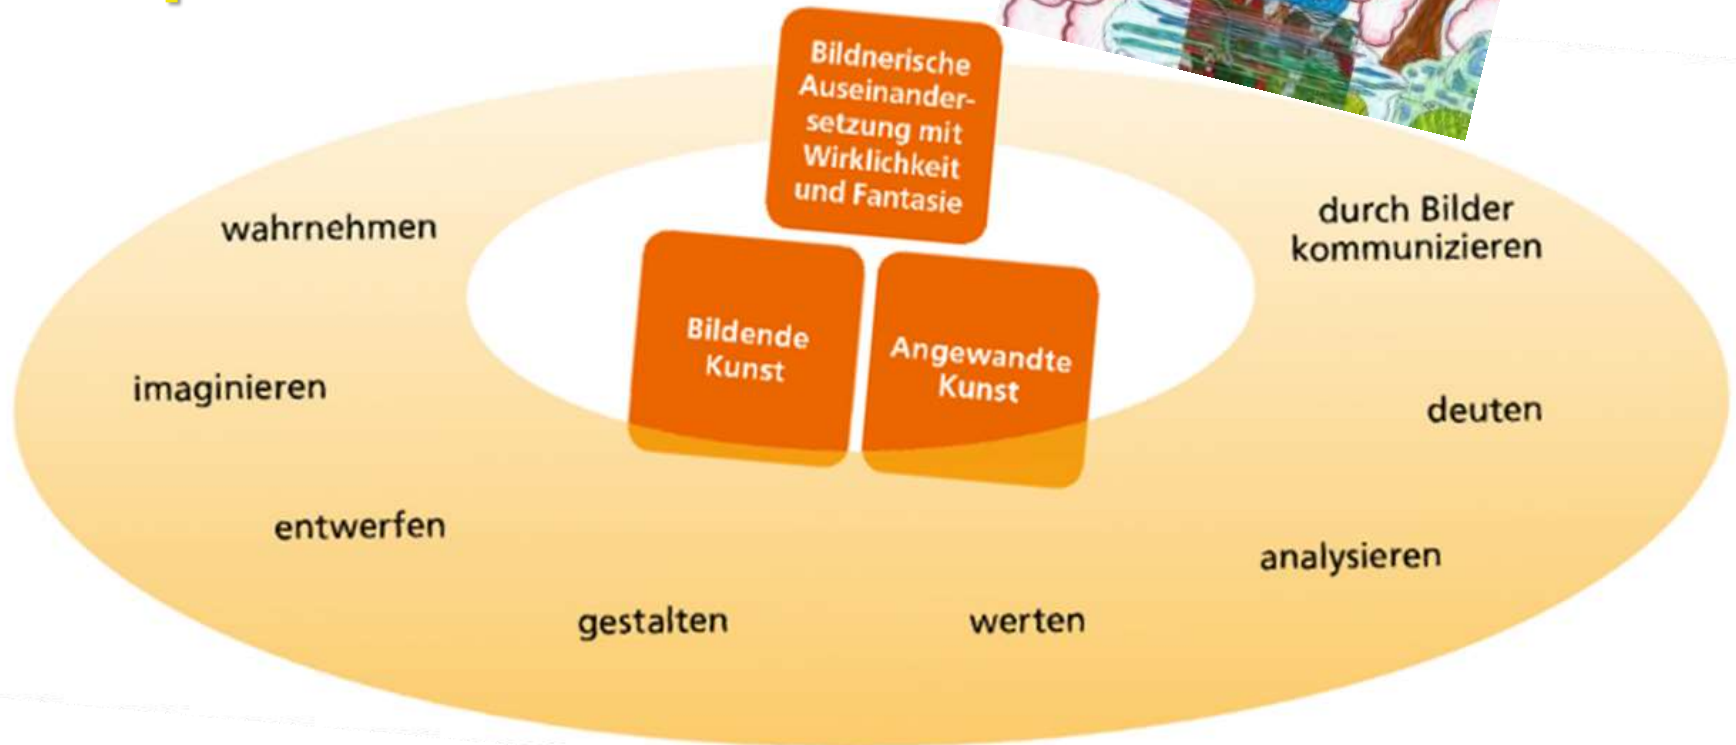 Bildnerische
Auseinander-
setzung mit
Wirklichkeit
und Fantasie
wahrnehmen
durch Bilder
kommunizieren
Bildende
Kunst
Angewandte
Kunst
imaginieren
deuten
entwerfen
analysieren
gestalten
werten